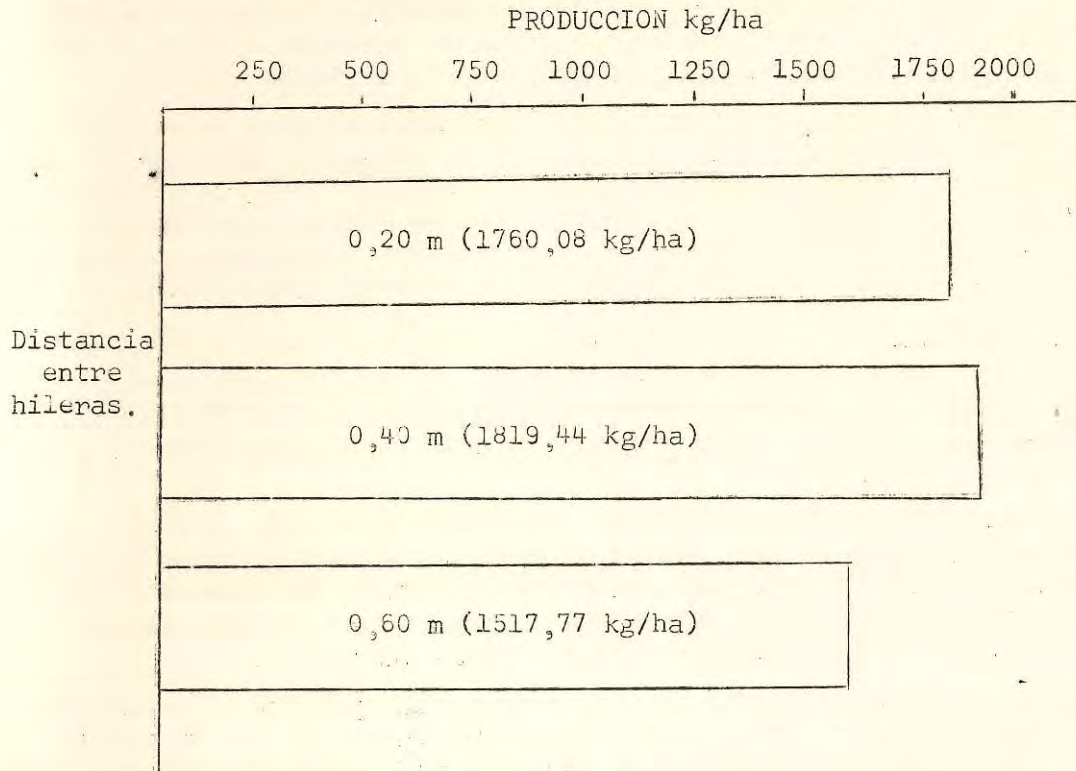 PRODUCCION kg/ha
250 500 750 1000 1250 1500 1750 2000
0,20 m (1760,08 kg/ha)
Distancia
entre
hileras.
0,40 m (1819,44 kg/ha)
0,60 m (1517,77 kg/ha)